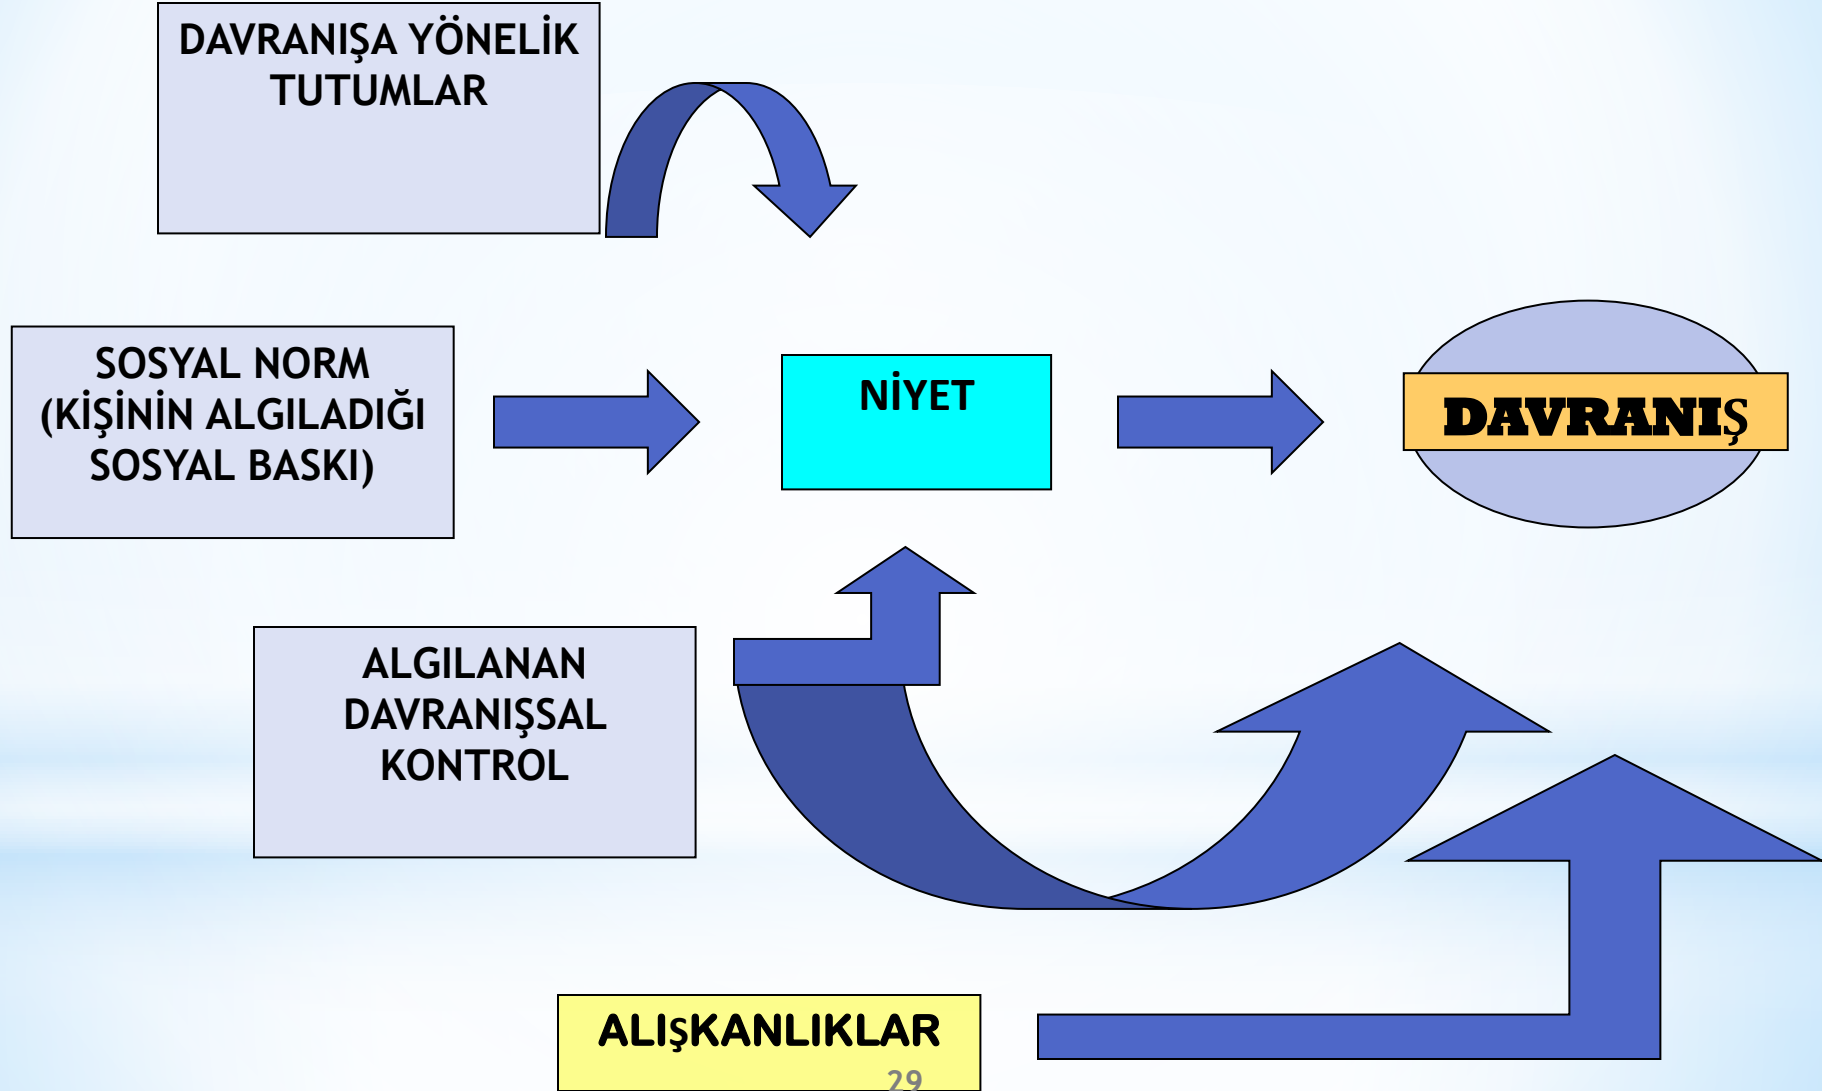 DAVRANIŞA YÖNELİK
TUTUMLAR
SOSYAL NORM
(KİŞİNİN ALGILADIĞI
SOSYAL BASKI)
NİYET
DAVRANIŞ
ALGILANAN
DAVRANIŞSAL
KONTROL
ALIŞKANLIKLAR
29